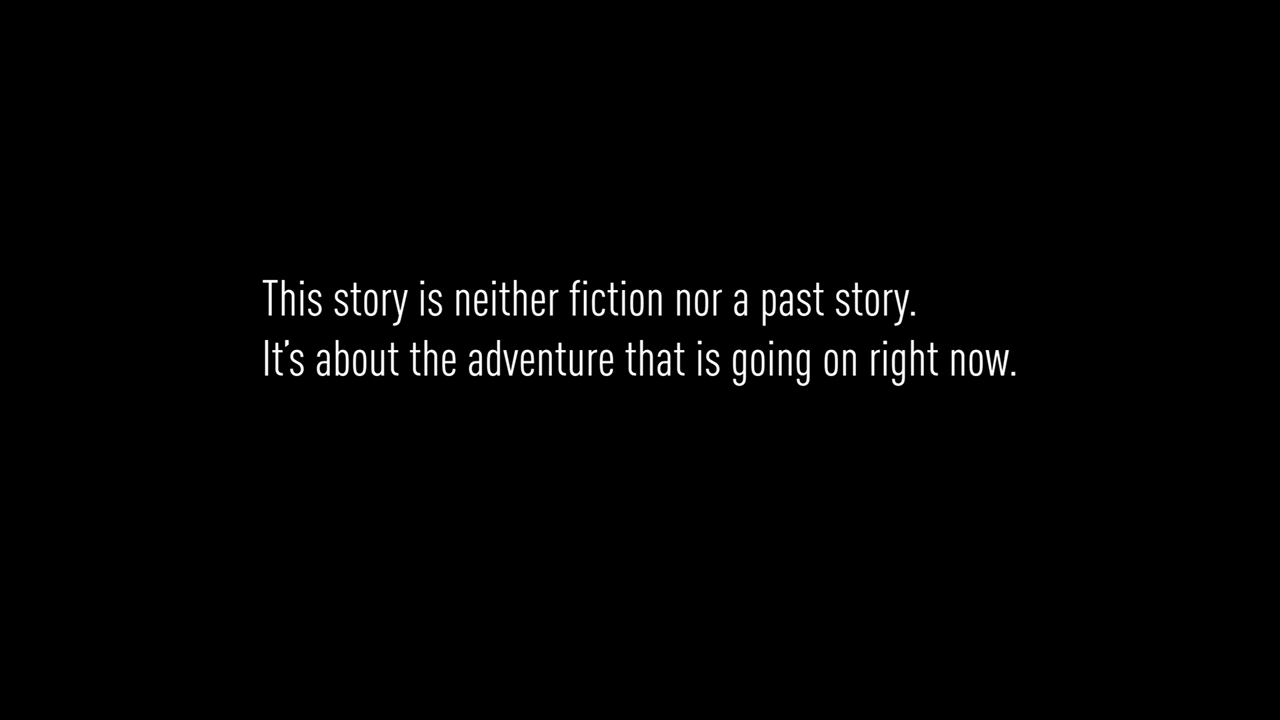 This story is neither fiction nor a past story.
It’s about the adventure that is going on right now.